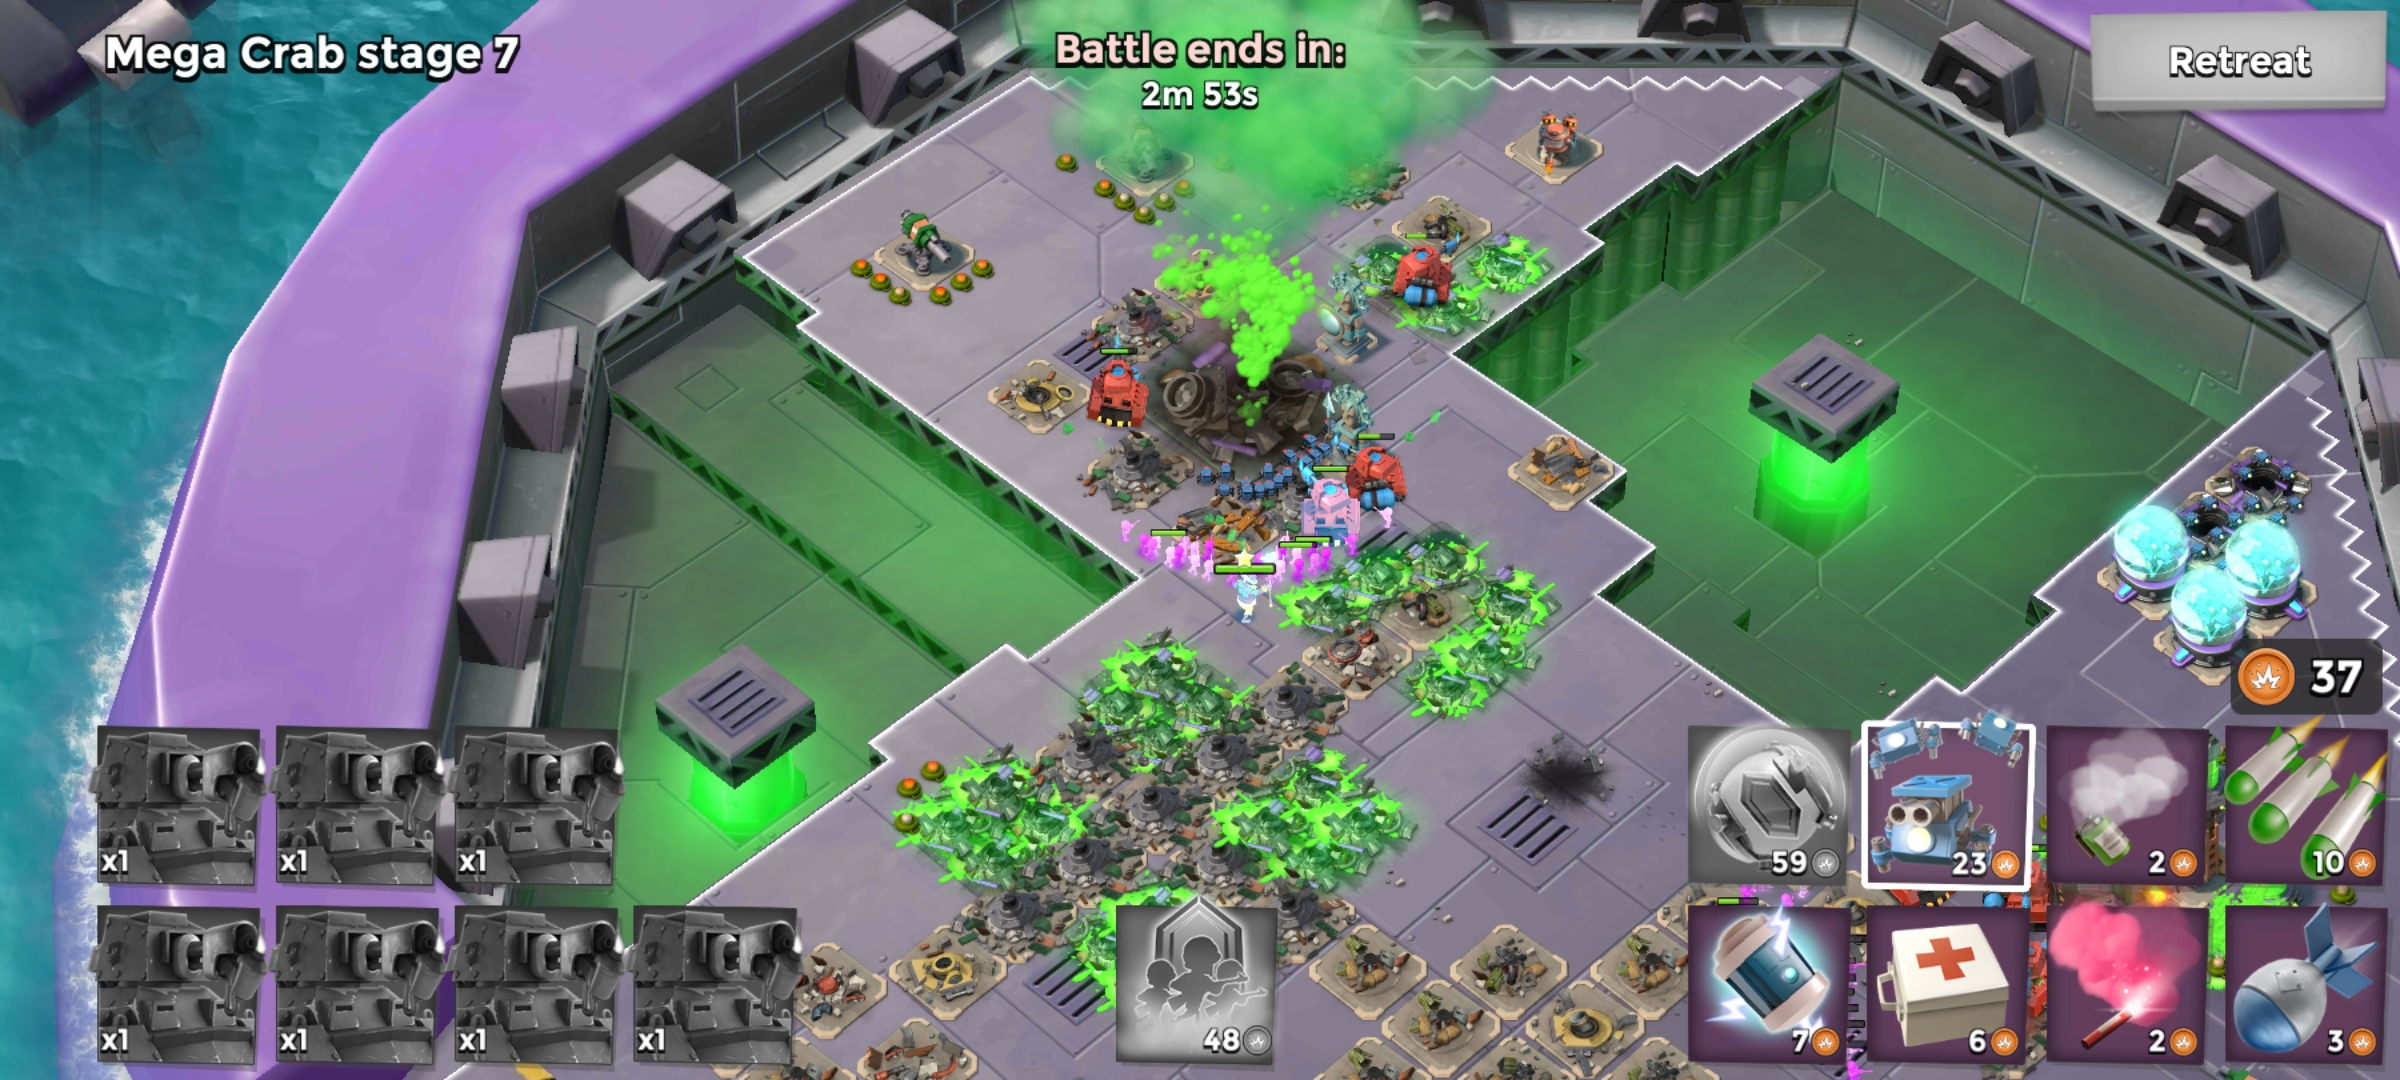 Mega Crab stage 7
Battle ends in:
2m 53s
Retreat
37
59
23
2
10
x1
x1
x1
x1
x1
x1
x1
48
7
6
2
3